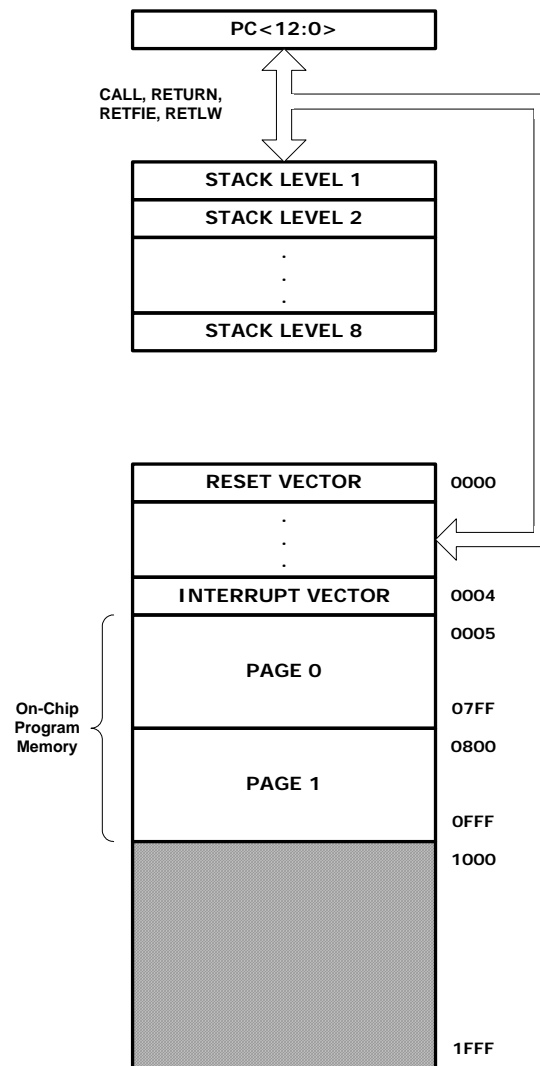 PC<12:0>
CALL, RETURN,
RETFIE, RETLW
STACK LEVEL 1
STACK LEVEL 2
.
.
.
STACK LEVEL 8
RESET VECTOR
0000
.
.
.
INTERRUPT VECTOR
0004
0005
PAGE 0
07FF
On-Chip
Program
Memory
0800
PAGE 1
0FFF
1000
1FFF